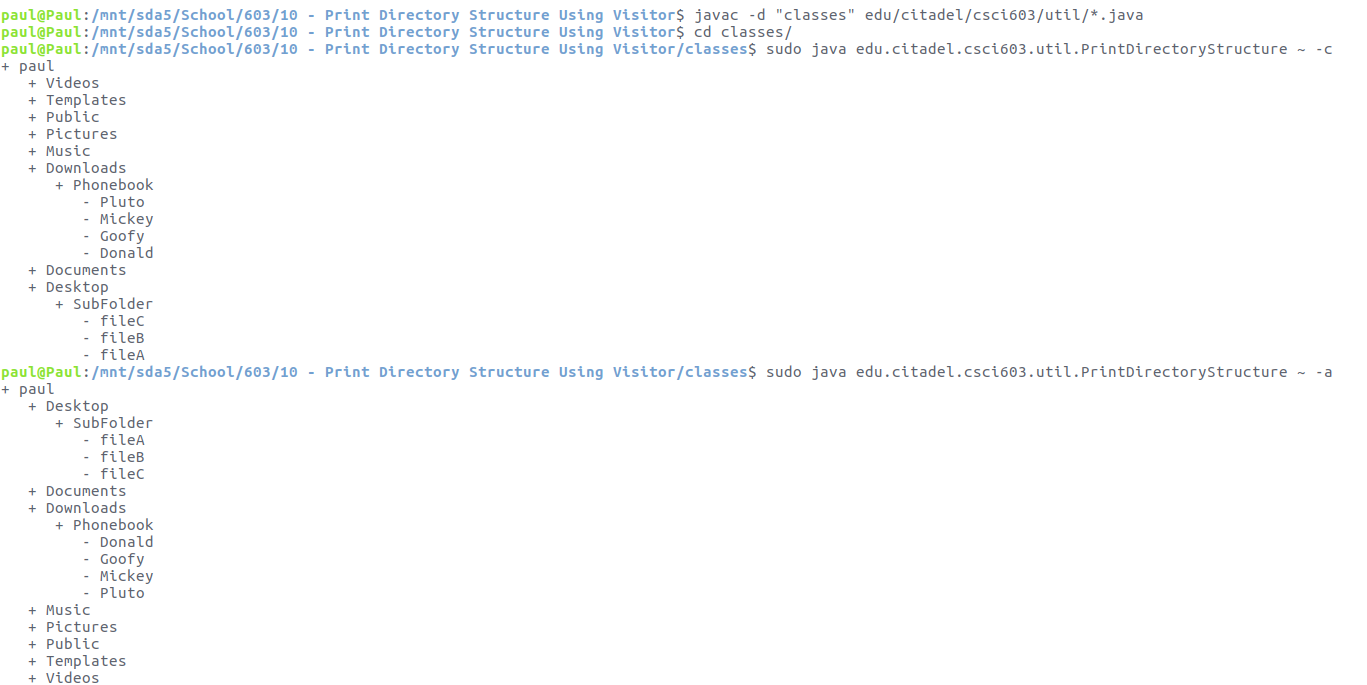 paul@Paul:/mnt/sda5/School/603/10 - Print Directory Structure Using Visitor$ javac -d "classes" edu/citadel/csci603/util/*.java
paul@Paul:/mnt/sda5/School/603/10 - Print Directory Structure Using Visitor$ cd classes/
paul@Paul:/mnt/sda5/School/603/10 - Print Directory Structure Using Visitor/classes$ sudo java edu.citadel.csci603.util.PrintDirectoryStructure ~ -c
+ paul
   + Videos
   + Templates
   + Public
   + Pictures
   + Music
   + Downloads
      + Phonebook
         - Pluto
         - Mickey
         - Goofy
         - Donald
   + Documents
   + Desktop
      + SubFolder
         - fileC
         - fileB
         - fileA
paul@Paul:/mnt/sda5/School/603/10 - Print Directory Structure Using Visitor/classes$ sudo java edu.citadel.csci603.util.PrintDirectoryStructure ~ -a
+ paul
   + Desktop
      + SubFolder
         - fileA
         - fileB
         - fileC
   + Documents
   + Downloads
      + Phonebook
         - Donald
         - Goofy
         - Mickey
         - Pluto
   + Music
   + Pictures
   + Public
   + Templates
   + Videos